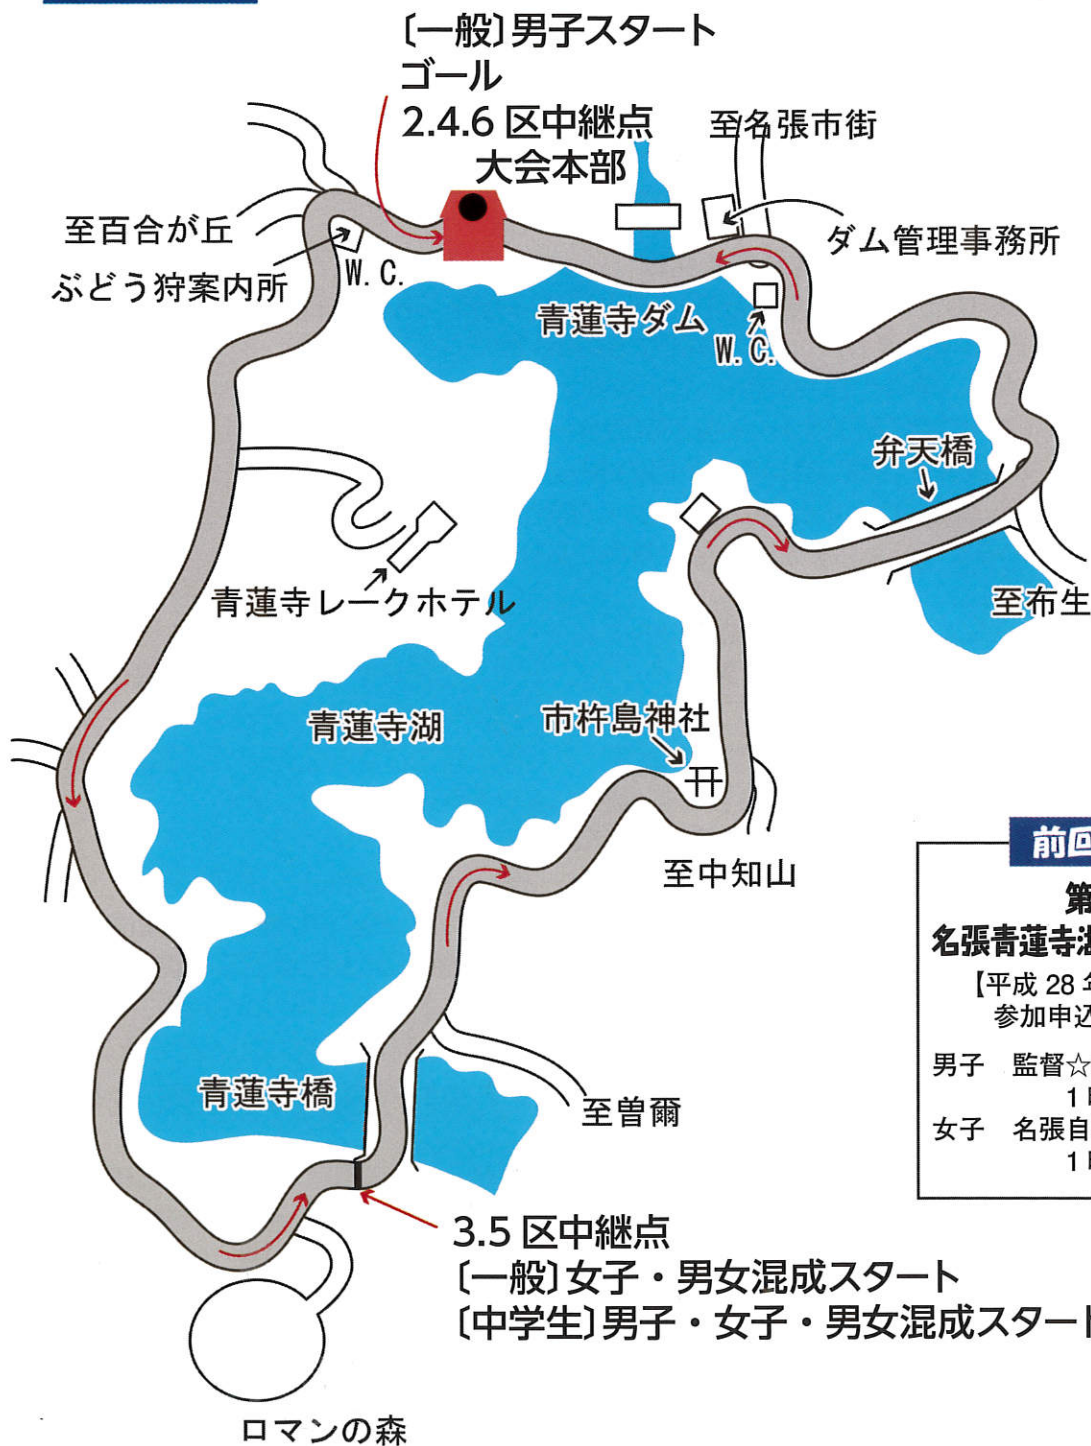 〔一般〕男子スタート
ゴール
2.4.6 区中継点
大会本部
至名張市街
至百合が丘
ぶどう狩案内所
W.C.
ダム管理事務所
青蓮寺ダム
W.C.
弁天橋
青蓮寺レークホテル
至布生
青蓮寺湖
市杵島神社
至中知山
青蓮寺橋
至曽爾
3.5 区中継点
〔一般〕女子・男女混成スタート
〔中学生〕男子・女子・男女混成スタート
ロマンの森
前回
第
名張青蓮寺湖
【平成 28 年
参加申込
男子 監督☆
1時
女子 名張自
1時